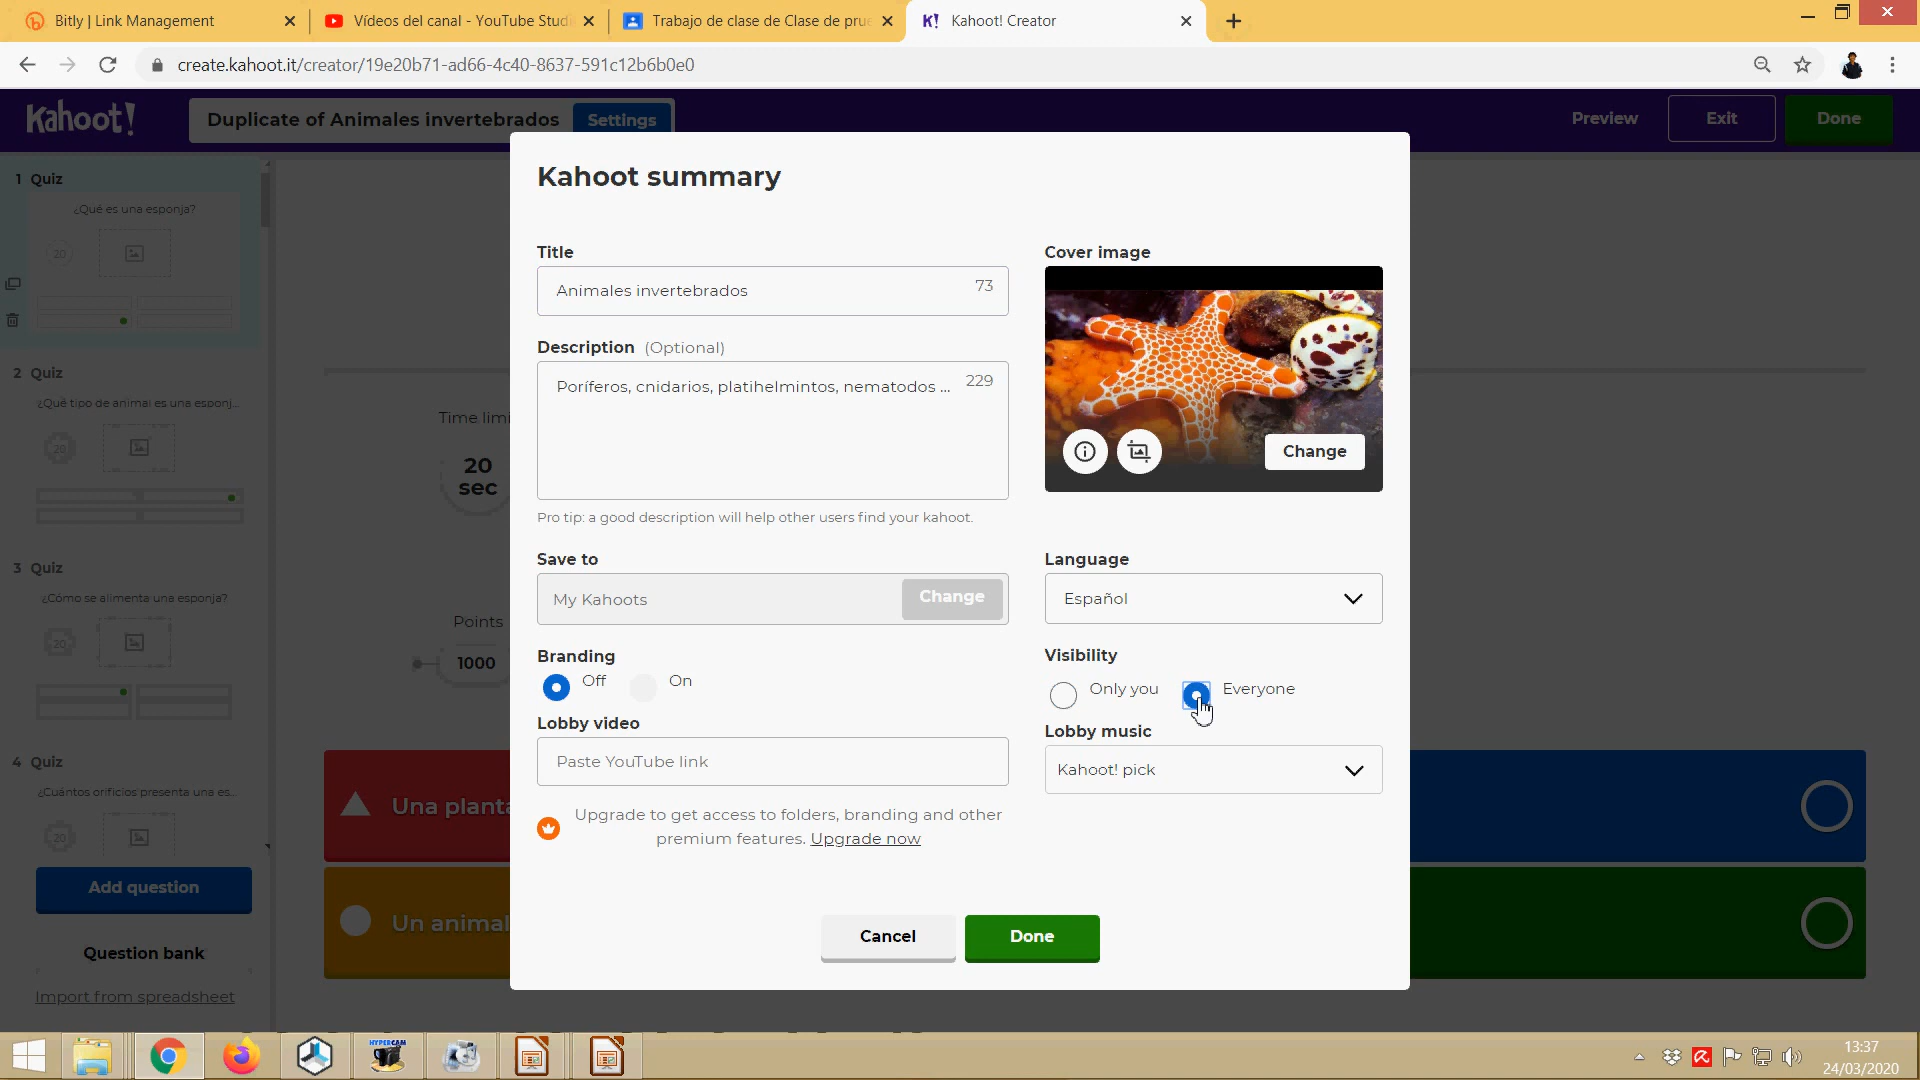 Bitly | Link Management
Vídeos del canal - YouTube Studi
Trabajo de clase de Clase de prue
K! Kahoot! Creator
create.kahoot.it/creator/19e20b71-ad66-4c40-8637-591c12b6b0e0
Kahoot!
Duplicate of Animales invertebrados
Settings
Preview
Exit
Done
1 Quiz
¿Qué es una esponja?
20
2 Quiz
¿Qué tipo de animal es una esponj...
20
3 Quiz
¿Cómo se alimenta una esponja?
20
4 Quiz
¿Cuántos orificios presenta una es...
20
Add question
Question bank
Import from spreadsheet
Time limi
20
sec
Points
1000
Una planta
Un animal
Kahoot summary
Title
Animales invertebrados
73
Description (Optional)
Poríferos, cnidarios, platihelmintos, nematodos ...
229
Pro tip: a good description will help other users find your kahoot.
Save to
My Kahoots
Change
Branding
Off
On
Lobby video
Paste YouTube link
Upgrade to get access to folders, branding and other
premium features. Upgrade now
Cover image
Change
Language
Español
Visibility
Only you
Everyone
Lobby music
Kahoot! pick
Cancel
Done
HYPERCAM
13:37
24/03/2020